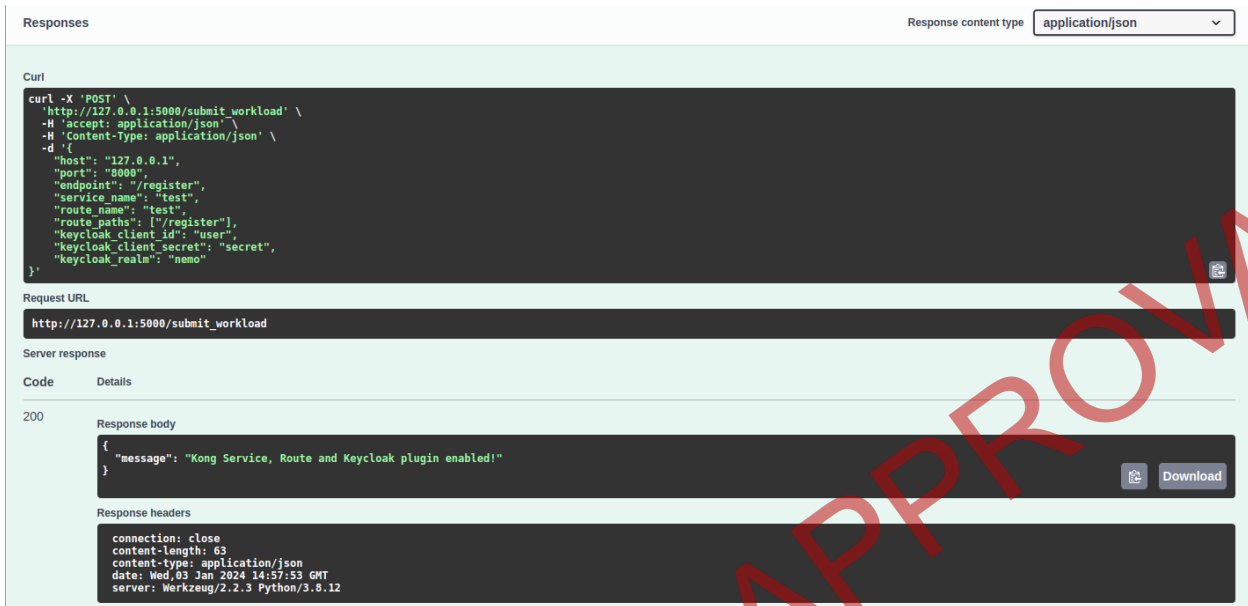 Responses
Response content type
application/json
Curl
curl -X 'POST' \
'http://127.0.0.1:5000/submit_workload' \
-H 'accept: application/json' \
-H 'Content-Type: application/json' \
-d '{
"host": "127.0.0.1",
"port": "8000",
"endpoint": "/register",
"service_name": "test",
"route_name": "test",
"route_paths": ["/register"],
"keycloak_client_id": "user",
"keycloak_client_secret": "secret",
"keycloak_realm": "nemo"
}'
Request URL
http://127.0.0.1:5000/submit_workload
Server response
Code Details
200
Response body
{
"message": "Kong Service, Route and Keycloak plugin enabled!"
}
Download
Response headers
connection: close
content-length: 63
content-type: application/json
date: Wed,03 Jan 2024 14:57:53 GMT
server: Werkzeug/2.2.3 Python/3.8.12
APPROV